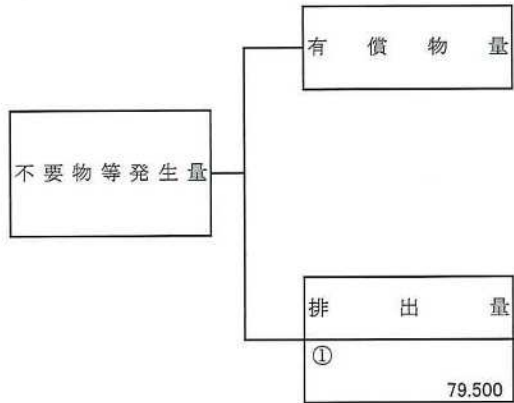 有償物量
不要物等発生量
排出量
①
79.500